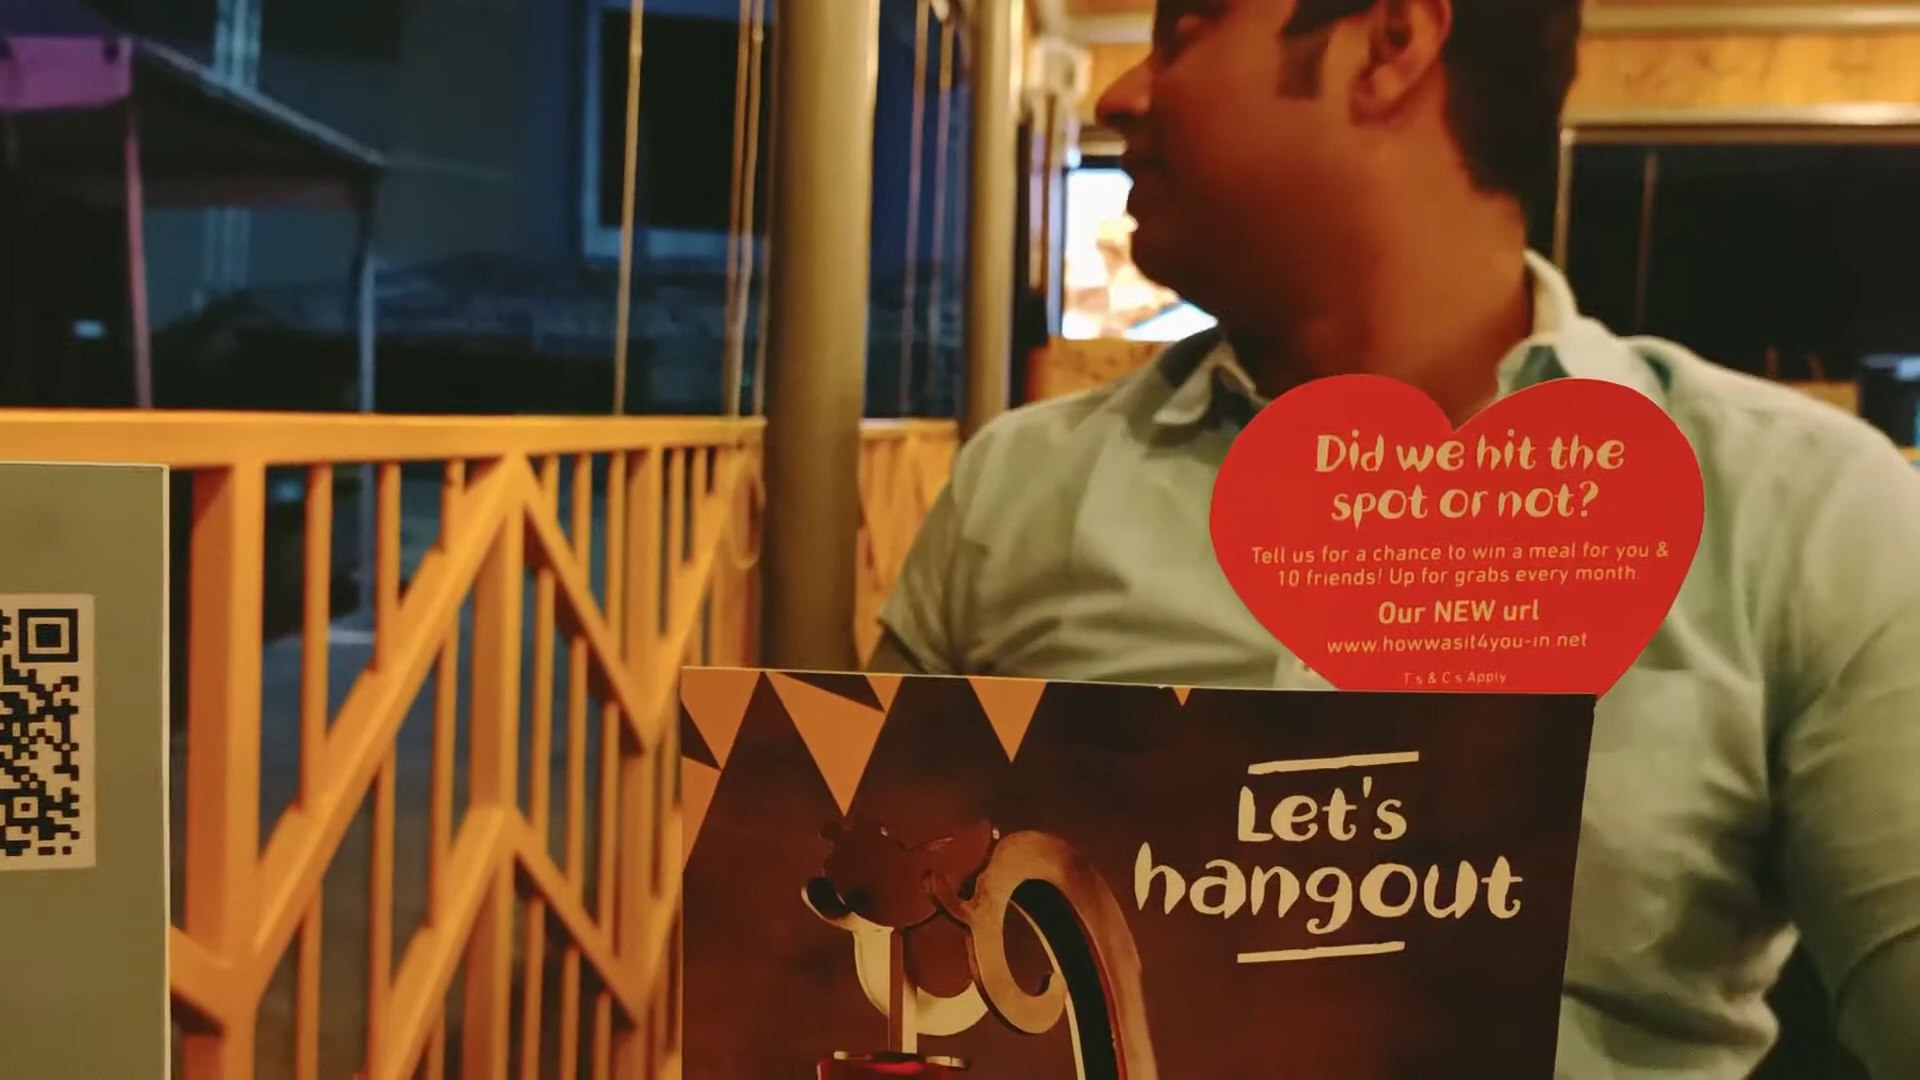 Did we hit the
spot or not?
Tell us for a chance to win a meal for you &
10 friends! Up for grabs every month.
Our NEW url
www.howwasit4you-in.net
T's & C's Apply
Let's
hangout